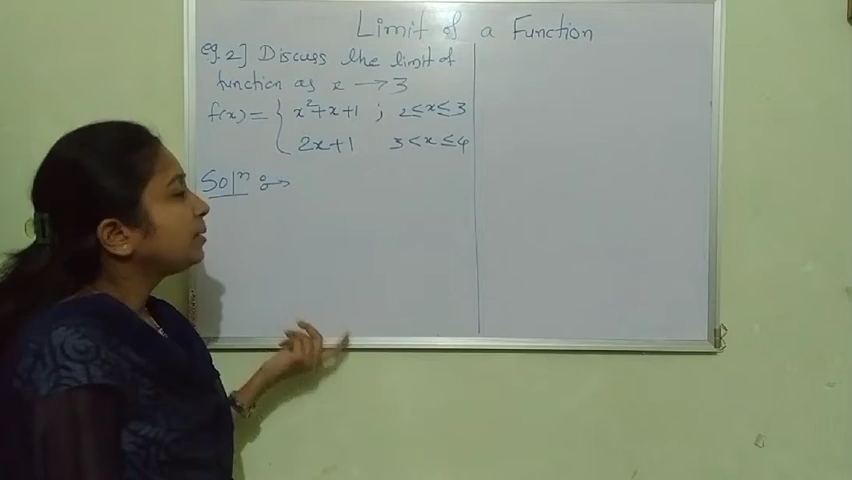 Limit of a Function
eg. 2] Discuss the limit of
function as x → 3
f(x) = { x²+x+1 ; 2≤x≤3
2x+1 3<x≤4
Solⁿ :→